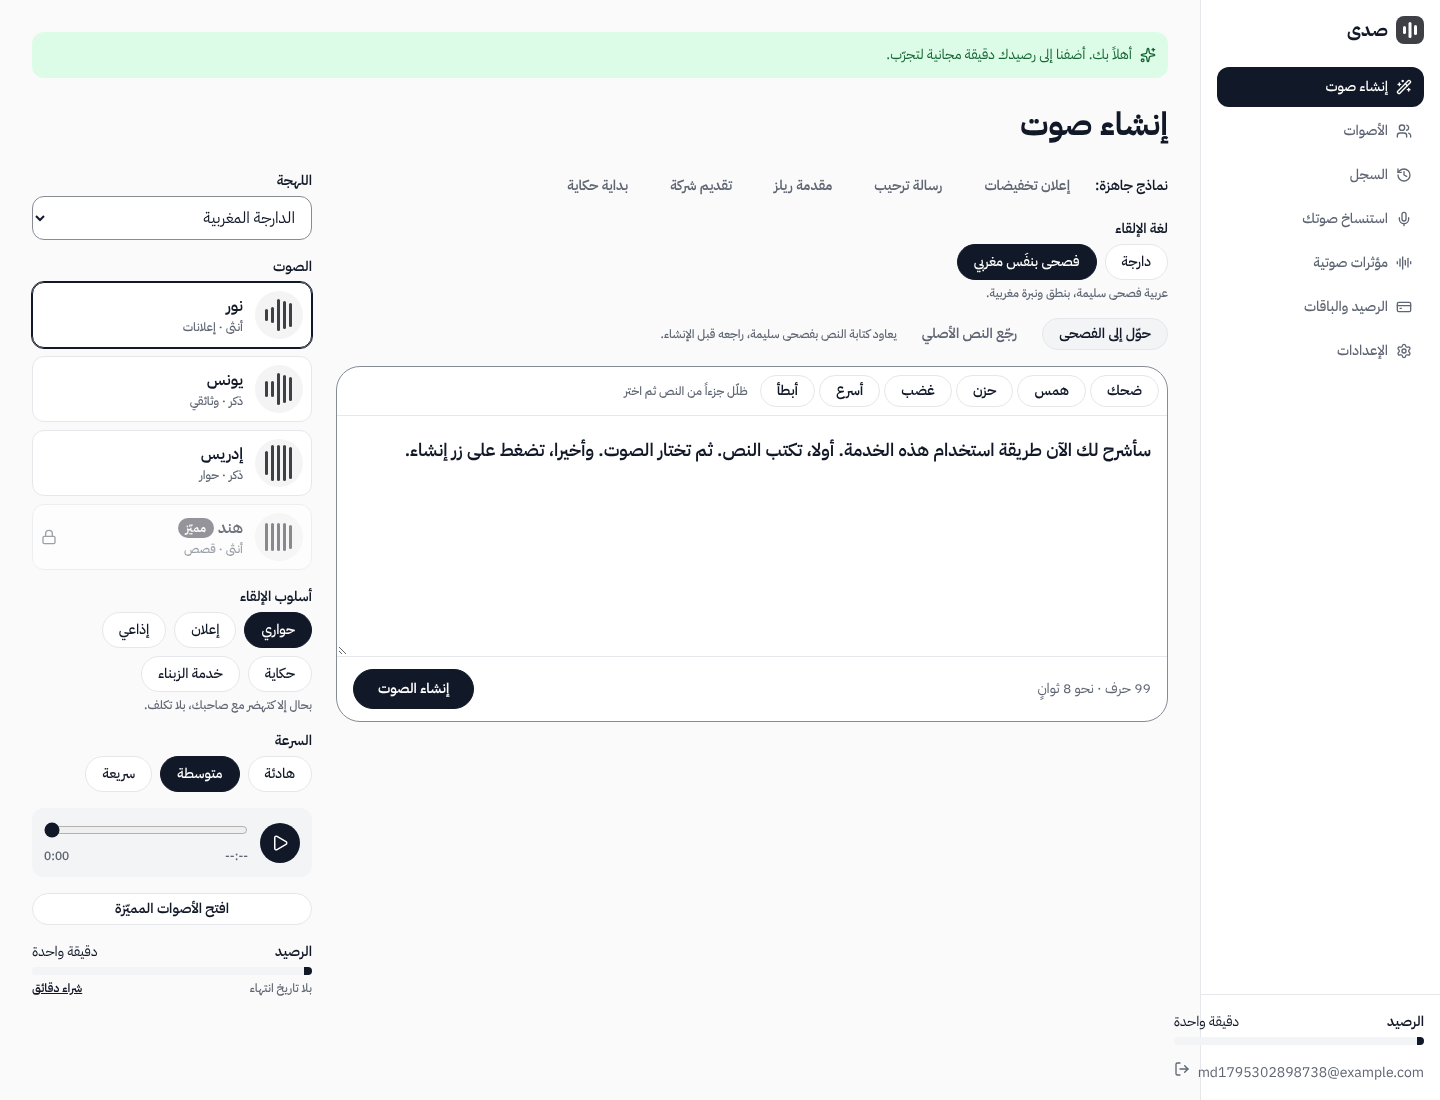 صدى
إنشاء صوت
الأصوات
السجل
استنساخ صوتك
مؤثرات صوتية
الرصيد والباقات
الإعدادات
الرصيد
دقيقة واحدة
md1795302898738@example.com
أهلاً بك. أضفنا إلى رصيدك دقيقة مجانية لتجرّب.
إنشاء صوت
نماذج جاهزة: إعلان تخفيضات رسالة ترحيب مقدمة ريلز تقديم شركة بداية حكاية
لغة الإلقاء
دارجة فصحى بنفَس مغربي
عربية فصحى سليمة، بنطق ونبرة مغربية.
حوّل إلى الفصحى رجّع النص الأصلي يعاود كتابة النص بفصحى سليمة، راجعه قبل الإنشاء.
ضحك همس حزن غضب أسرع أبطأ ظلّل جزءاً من النص ثم اختر
سأشرح لك الآن طريقة استخدام هذه الخدمة. أولا، تكتب النص. ثم تختار الصوت. وأخيرا، تضغط على زر إنشاء.
99 حرف · نحو 8 ثوانٍ
إنشاء الصوت
اللهجة
الدارجة المغربية
الصوت
نور
أنثى · إعلانات
يونس
ذكر · وثائقي
إدريس
ذكر · حوار
هند مميّز
أنثى · قصص
أسلوب الإلقاء
حواري إعلان إذاعي
حكاية خدمة الزبناء
بحال إلا كتهضر مع صاحبك، بلا تكلف.
السرعة
هادئة متوسطة سريعة
--:-- 0:00
افتح الأصوات المميّزة
الرصيد دقيقة واحدة
بلا تاريخ انتهاء شراء دقائق